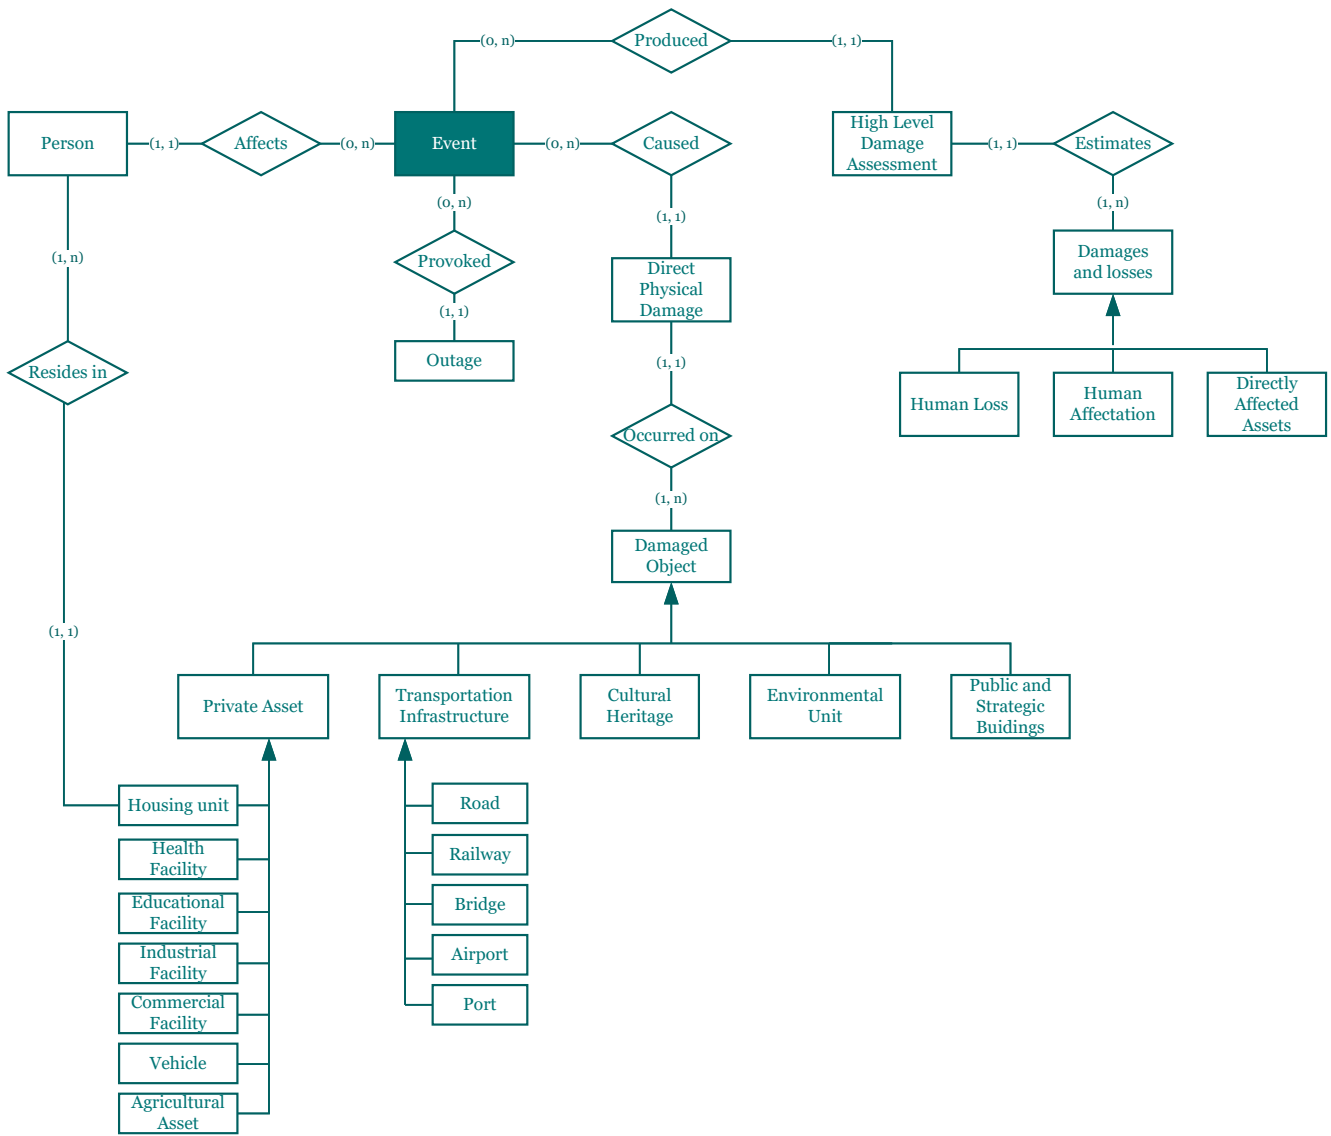 Produced
(0, n)
(1, 1)
Person
(1, 1)
Affects
(0, n)
Event
(0, n)
Caused
High Level
Damage
Assessment
(1, 1)
Estimates
(0, n)
(1, 1)
(1, n)
(1, n)
Provoked
Direct
Physical
Damage
Damages
and losses
(1, 1)
Outage
(1, 1)
Resides in
Human Loss
Human
Affectation
Directly
Affected
Assets
Occurred on
(1, n)
Damaged
Object
(1, 1)
Private Asset
Transportation
Infrastructure
Cultural
Heritage
Environmental
Unit
Public and
Strategic
Buidings
Housing unit
Health
Facility
Educational
Facility
Industrial
Facility
Commercial
Facility
Vehicle
Agricultural
Asset
Road
Railway
Bridge
Airport
Port